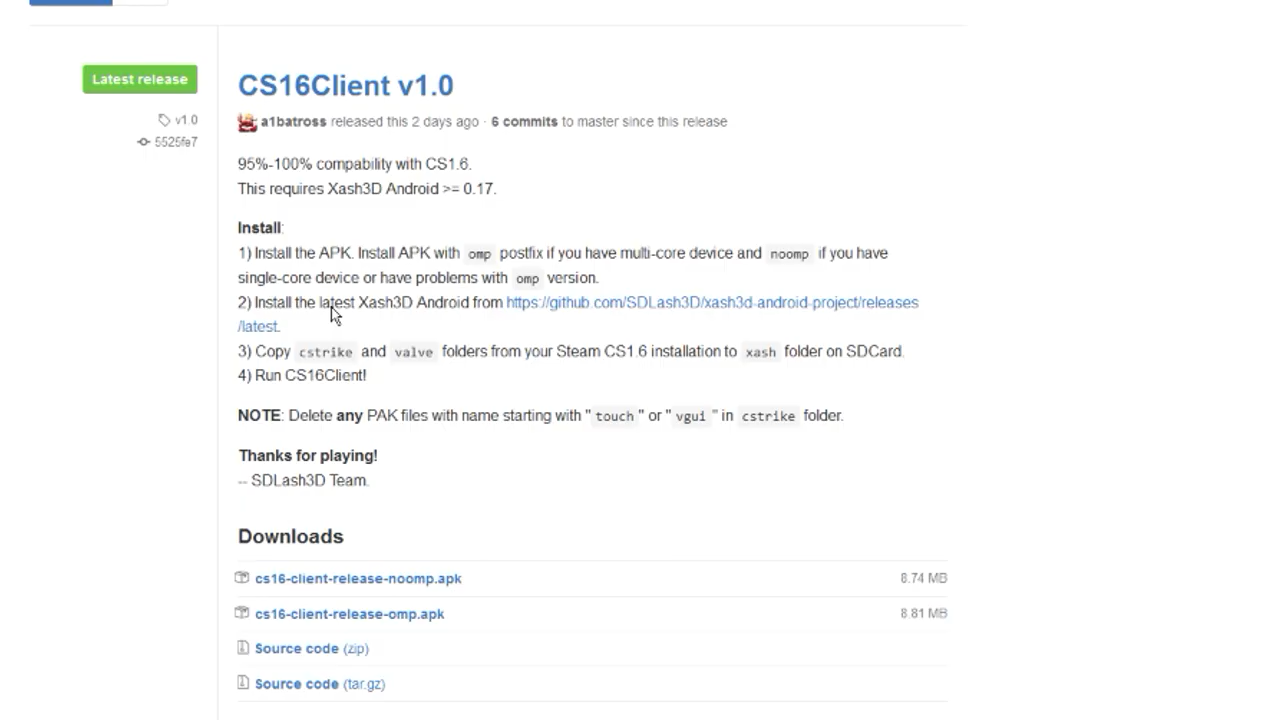 Latest release
v1.0
5525fe7
CS16Client v1.0
a1batross released this 2 days ago · 6 commits to master since this release
95%-100% compability with CS1.6.
This requires Xash3D Android >= 0.17.
Install:
1) Install the APK. Install APK with omp postfix if you have multi-core device and noomp if you have
single-core device or have problems with omp version.
2) Install the latest Xash3D Android from https://github.com/SDLash3D/xash3d-android-project/releases
/latest.
3) Copy cstrike and valve folders from your Steam CS1.6 installation to xash folder on SDCard.
4) Run CS16Client!
NOTE: Delete any PAK files with name starting with "touch" or "vgui" in cstrike folder.
Thanks for playing!
-- SDLash3D Team.
Downloads
cs16-client-release-noomp.apk 8.74 MB
cs16-client-release-omp.apk 8.81 MB
Source code (zip)
Source code (tar.gz)